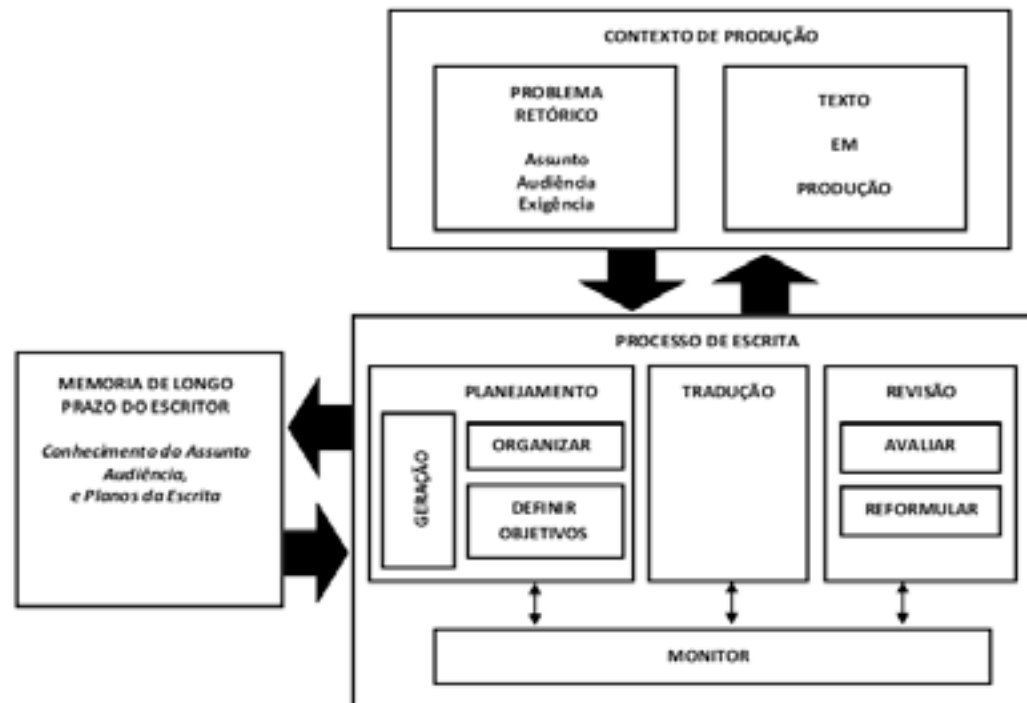 CONTEXTO DE PRODUÇÃO
PROBLEMA
RETÓRICO
Assunto
Audiência
Exigência
TEXTO
EM
PRODUÇÃO
PROCESSO DE ESCRITA
MEMORIA DE LONGO
PRAZO DO ESCRITOR
Conhecimento do Assunto
Audiência,
e Planos da Escrita
PLANEJAMENTO
GERAÇÃO
ORGANIZAR
DEFINIR
OBJETIVOS
TRADUÇÃO
REVISÃO
AVALIAR
REFORMULAR
MONITOR